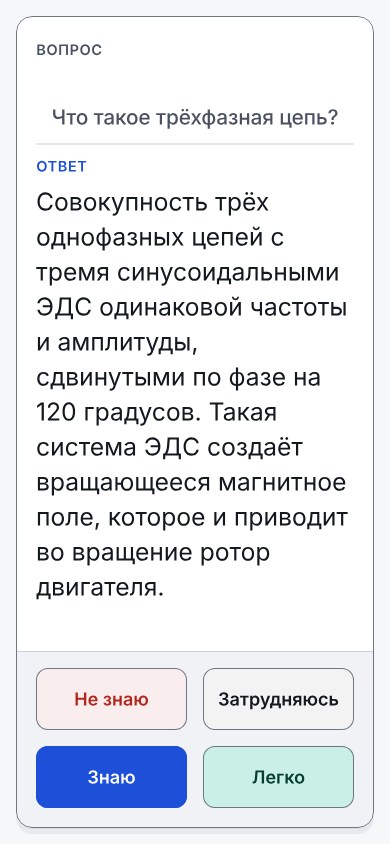 ВОПРОС
Что такое трёхфазная цепь?
ОТВЕТ
Совокупность трёх
однофазных цепей с
тремя синусоидальными
ЭДС одинаковой частоты
и амплитуды,
сдвинутыми по фазе на
120 градусов. Такая
система ЭДС создаёт
вращающееся магнитное
поле, которое и приводит
во вращение ротор
двигателя.
Не знаю
Затрудняюсь
Знаю
Легко